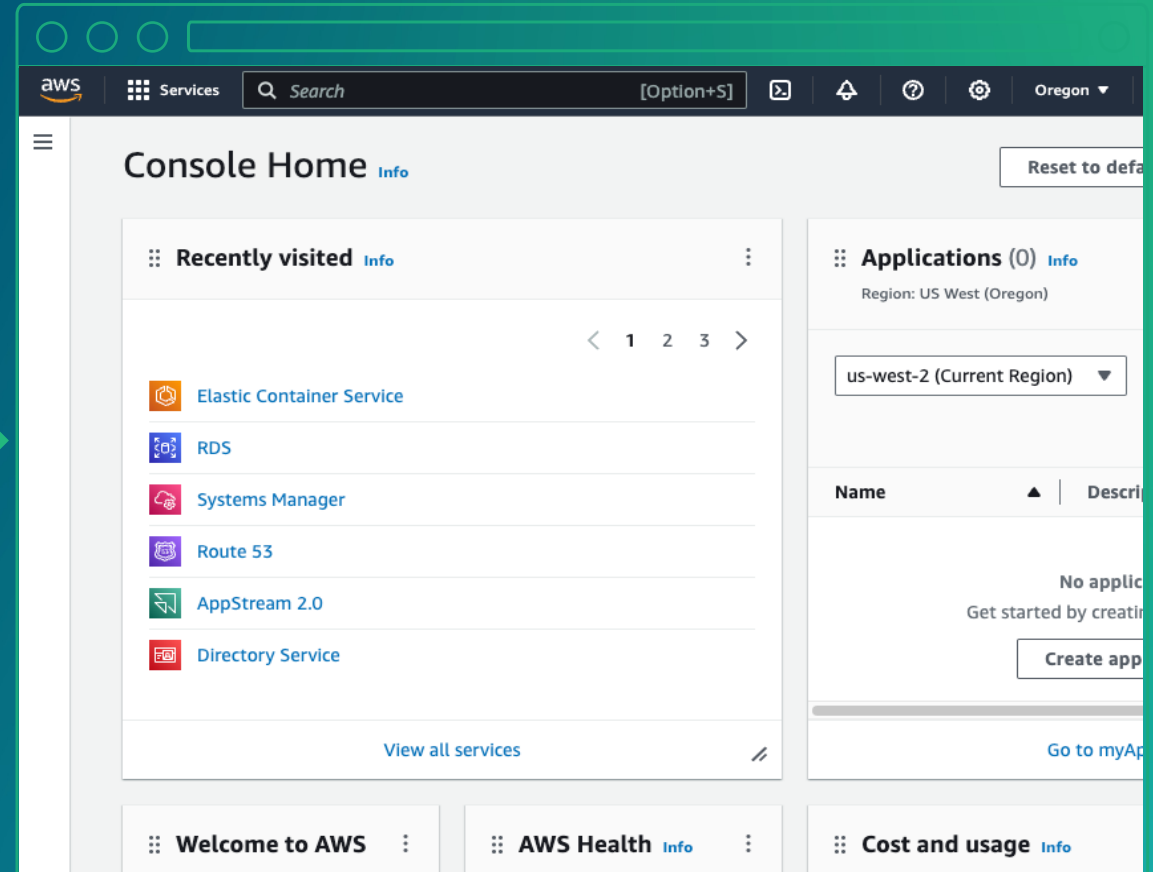 aws
Services
Search
[Option+S]
Oregon
Console Home Info
Reset to defa
Recently visited Info
1 2 3
Elastic Container Service
RDS
Systems Manager
Route 53
AppStream 2.0
Directory Service
View all services
Applications (0) Info
Region: US West (Oregon)
us-west-2 (Current Region)
Name
Descri
No applic
Get started by creatin
Create app
Go to myAp
Welcome to AWS
AWS Health Info
Cost and usage Info